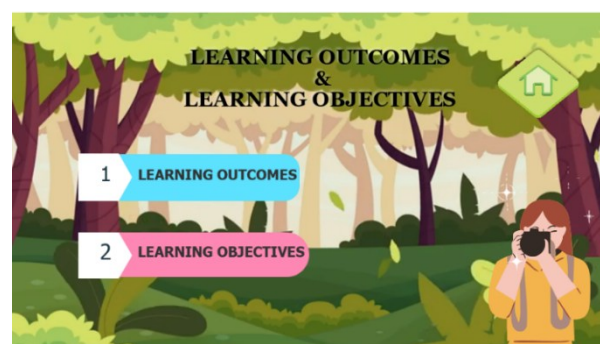 LEARNING OUTCOMES
&
LEARNING OBJECTIVES
1 LEARNING OUTCOMES
2 LEARNING OBJECTIVES